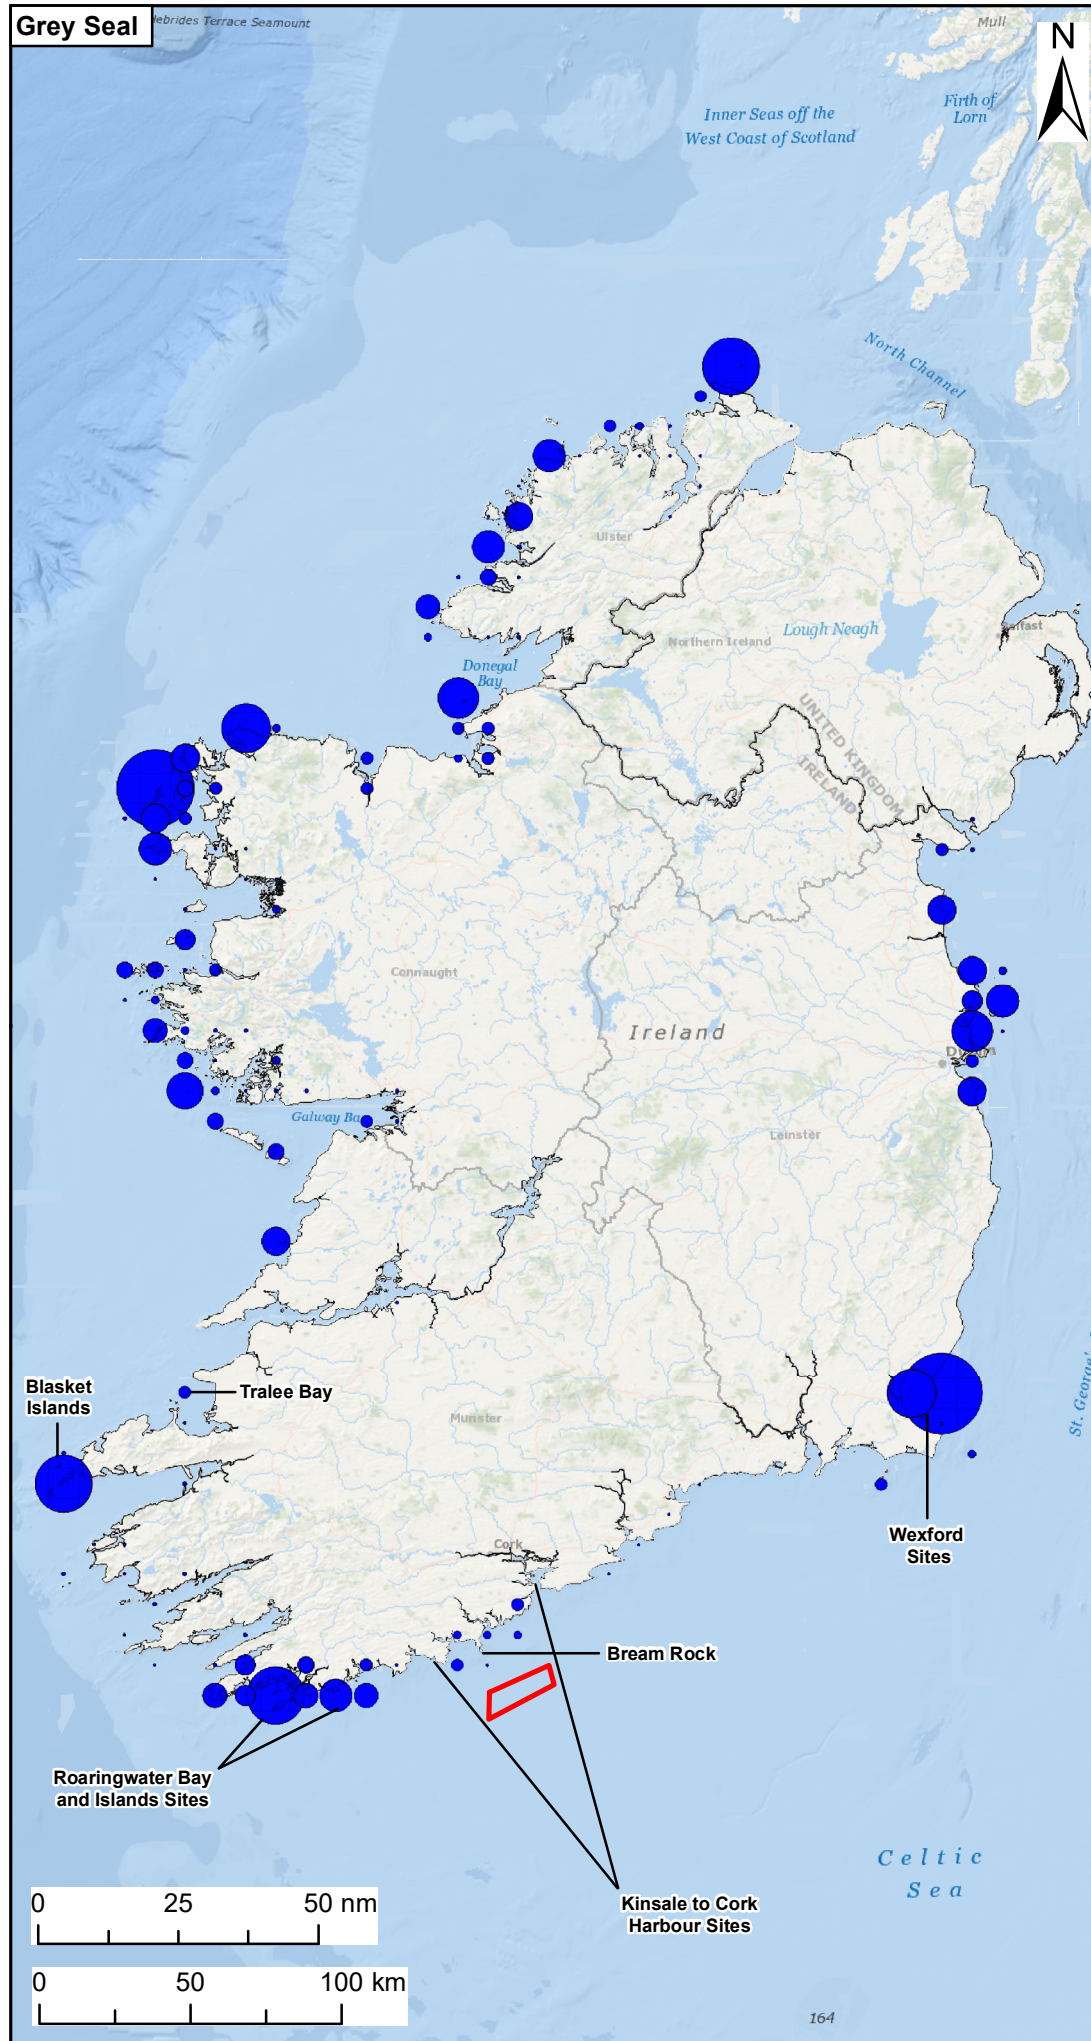 Grey Seal
Hebrides Terrace Seamount
Mull
N
Firth of
Lorn
Inner Seas off the
West Coast of Scotland
North Channel
Ulster
Northern Ireland
Lough Neagh
Belfast
Donegal
Bay
UNITED KINGDOM
IRELAND
Connaught
Ireland
Galway Ba
Leinster
Blasket
Islands
Tralee Bay
Munster
St. George'
Wexford
Sites
Cork
Bream Rock
Roaringwater Bay
and Islands Sites
Celtic
Sea
Kinsale to Cork
Harbour Sites
0 25 50 nm
0 50 100 km
164